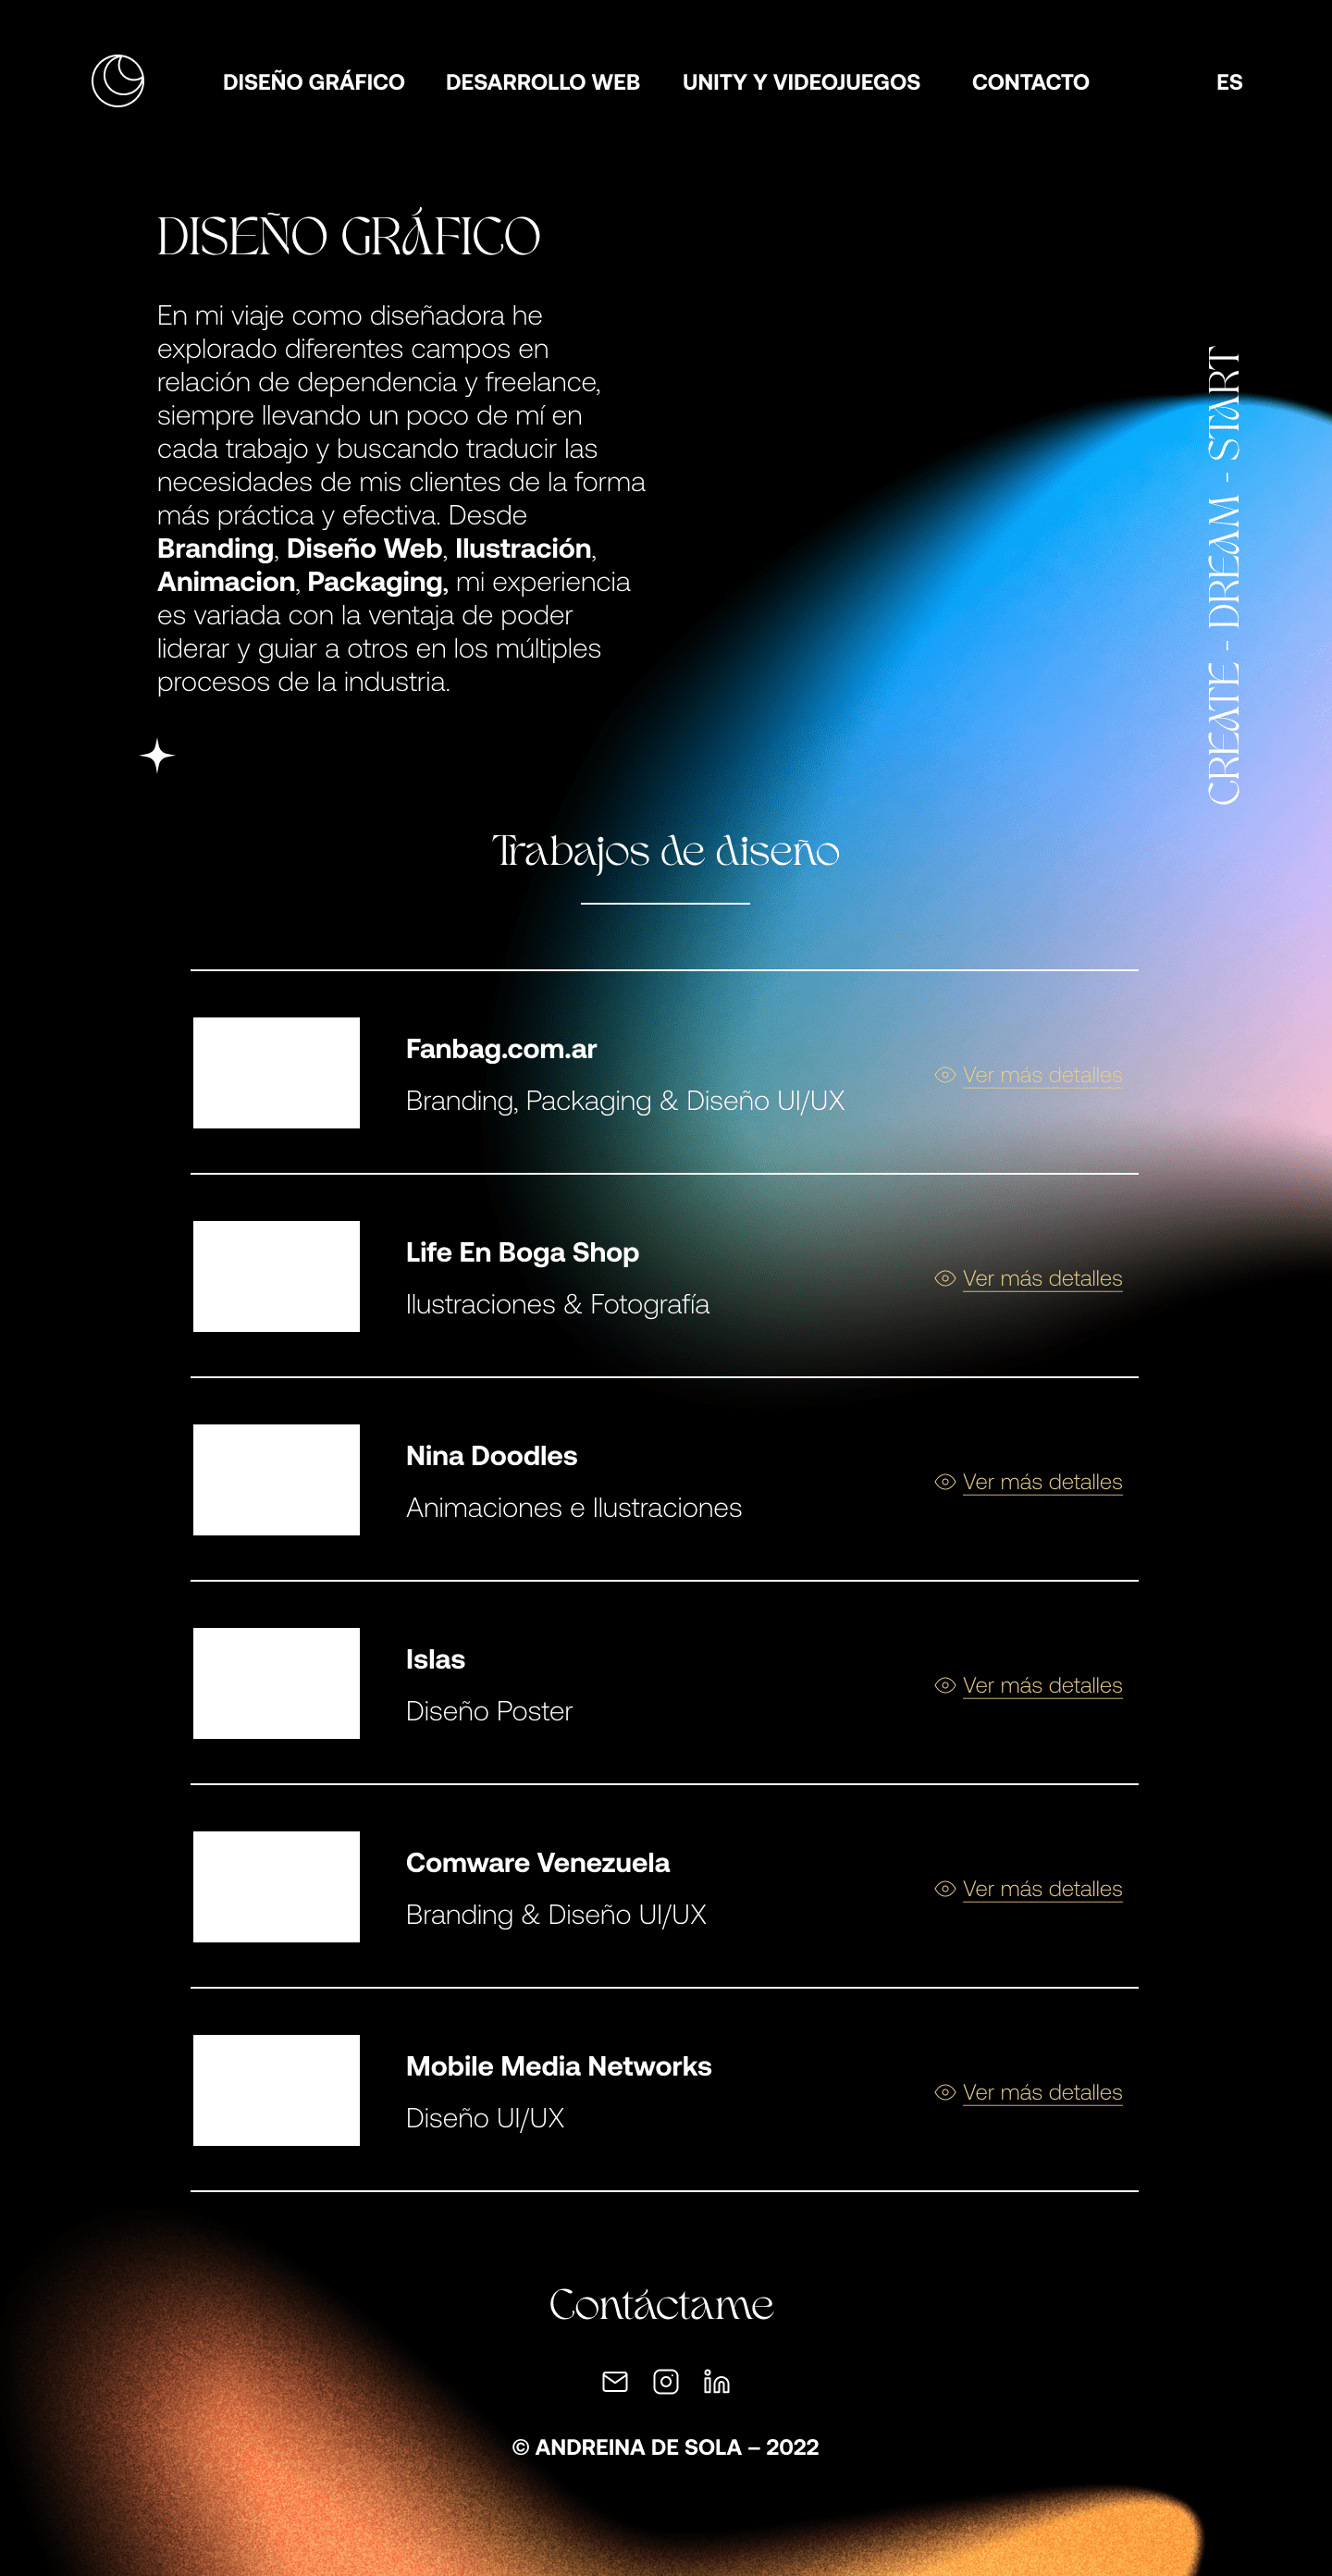 DISEÑO GRÁFICO
DESARROLLO WEB
UNITY Y VIDEOJUEGOS
CONTACTO
ES
DISEÑO GRÁFICO
En mi viaje como diseñadora he
explorado diferentes campos en
relación de dependencia y freelance,
siempre llevando un poco de mí en
cada trabajo y buscando traducir las
necesidades de mis clientes de la forma
más práctica y efectiva. Desde
Branding, Diseño Web, Ilustración,
Animacion, Packaging, mi experiencia
es variada con la ventaja de poder
liderar y guiar a otros en los múltiples
procesos de la industria.
CREATE - DREAM - START
Trabajos de diseño
Fanbag.com.ar
Branding, Packaging & Diseño UI/UX
Ver más detalles
Life En Boga Shop
Ilustraciones & Fotografía
Ver más detalles
Nina Doodles
Animaciones e Ilustraciones
Ver más detalles
Islas
Diseño Poster
Ver más detalles
Comware Venezuela
Branding & Diseño UI/UX
Ver más detalles
Mobile Media Networks
Diseño UI/UX
Ver más detalles
Contáctame
© ANDREINA DE SOLA – 2022